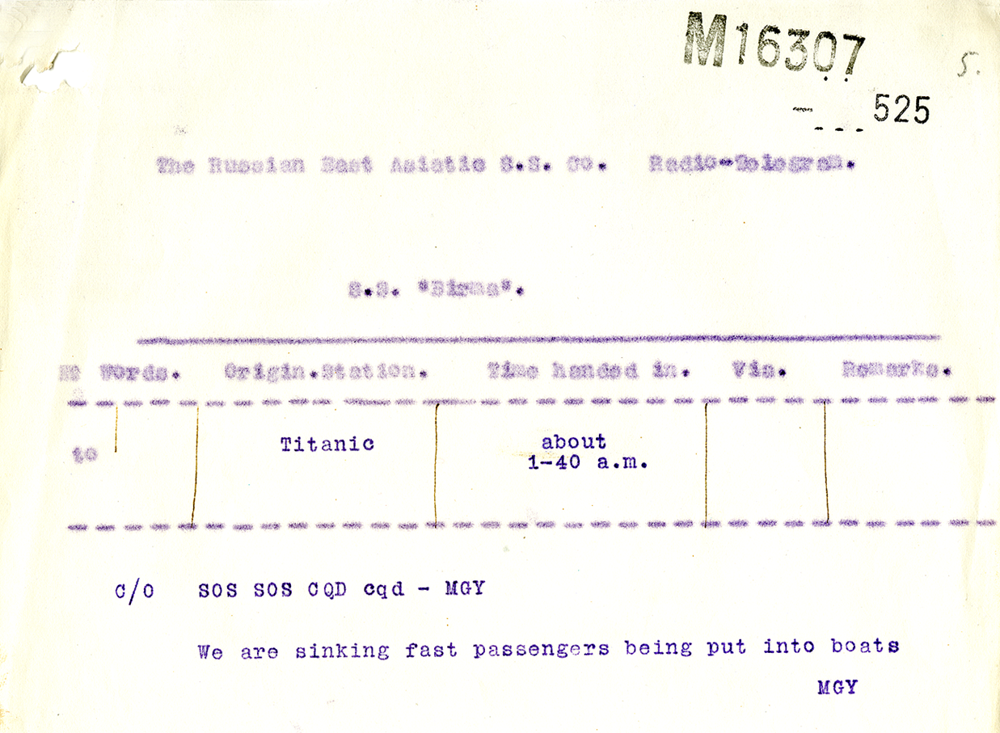 M16307
5.
525
The Russian East Asiatic S.S. Co. Radio-Telegram.
S.S. "Birma".
Words. Origin.Station. Time handed in. Via. Remarks.
to Titanic about
1-40 a.m.
C/O SOS SOS CQD cqd - MGY
We are sinking fast passengers being put into boats
MGY